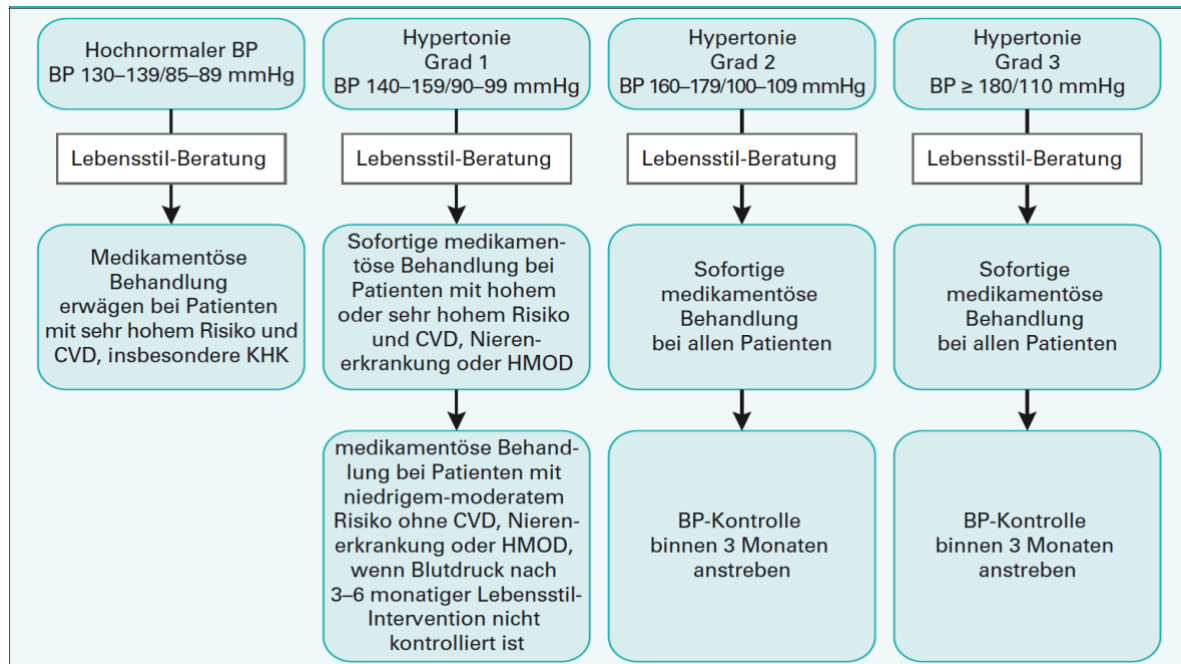 Hochnormaler BP
BP 130–139/85–89 mmHg
Lebensstil-Beratung
Medikamentöse
Behandlung
erwägen bei Patienten
mit sehr hohem Risiko und
CVD, insbesondere KHK
Hypertonie
Grad 1
BP 140–159/90–99 mmHg
Lebensstil-Beratung
Sofortige medikamen-
töse Behandlung bei
Patienten mit hohem
oder sehr hohem Risiko
und CVD, Nieren-
erkrankung oder HMOD
medikamentöse Behand-
lung bei Patienten mit
niedrigem-moderatem
Risiko ohne CVD, Nieren-
erkrankung oder HMOD,
wenn Blutdruck nach
3–6 monatiger Lebensstil-
Intervention nicht
kontrolliert ist
Hypertonie
Grad 2
BP 160–179/100–109 mmHg
Lebensstil-Beratung
Sofortige
medikamentöse
Behandlung
bei allen Patienten
BP-Kontrolle
binnen 3 Monaten
anstreben
Hypertonie
Grad 3
BP ≥ 180/110 mmHg
Lebensstil-Beratung
Sofortige
medikamentöse
Behandlung
bei allen Patienten
BP-Kontrolle
binnen 3 Monaten
anstreben